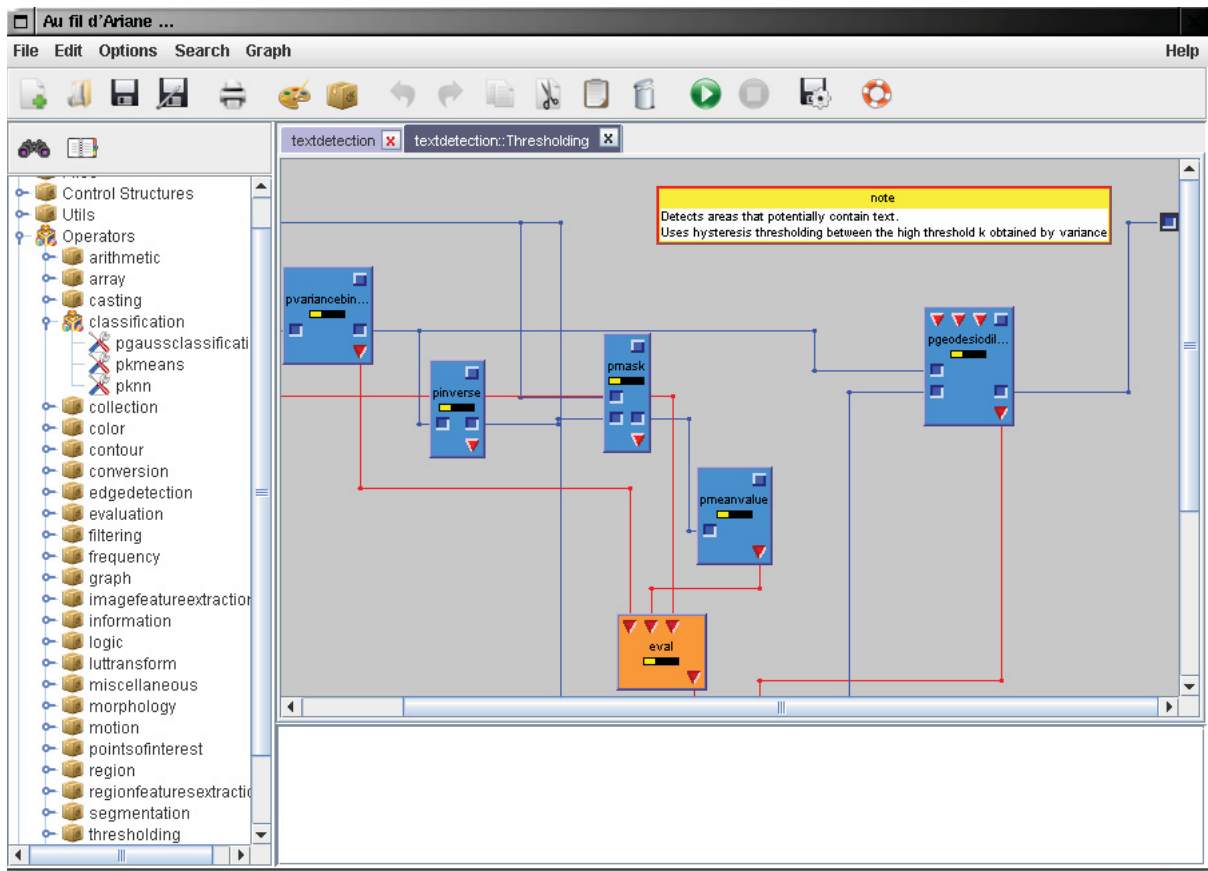 Au fil d'Ariane ...
File Edit Options Search Graph Help
textdetection
textdetection::Thresholding
Control Structures
Utils
Operators
arithmetic
array
casting
classification
pgaussclassificati
pkmeans
pknn
collection
color
contour
conversion
edgedetection
evaluation
filtering
frequency
graph
imagefeatureextraction
information
logic
luttransform
miscellaneous
morphology
motion
pointsofinterest
region
regionfeaturesextractic
segmentation
thresholding
note
Detects areas that potentially contain text.
Uses hysteresis thresholding between the high threshold k obtained by variance
pvariancebin...
pinverse
pmask
pmeanvalue
pgeodesicdil...
eval